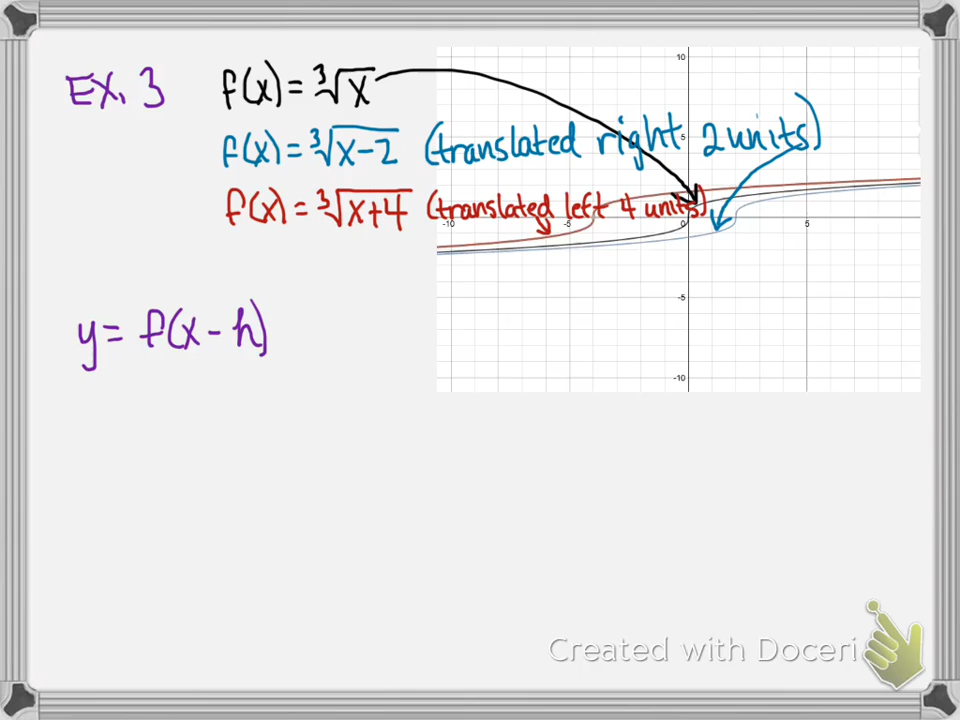 EX. 3
f(x) = ∛x
f(x) = ∛x-2 (translated right 2 units)
f(x) = ∛x+4 (translated left 4 units)
y = f(x - h)
10
5
-10 -5 0 5
-5
-10
Created with Doceri